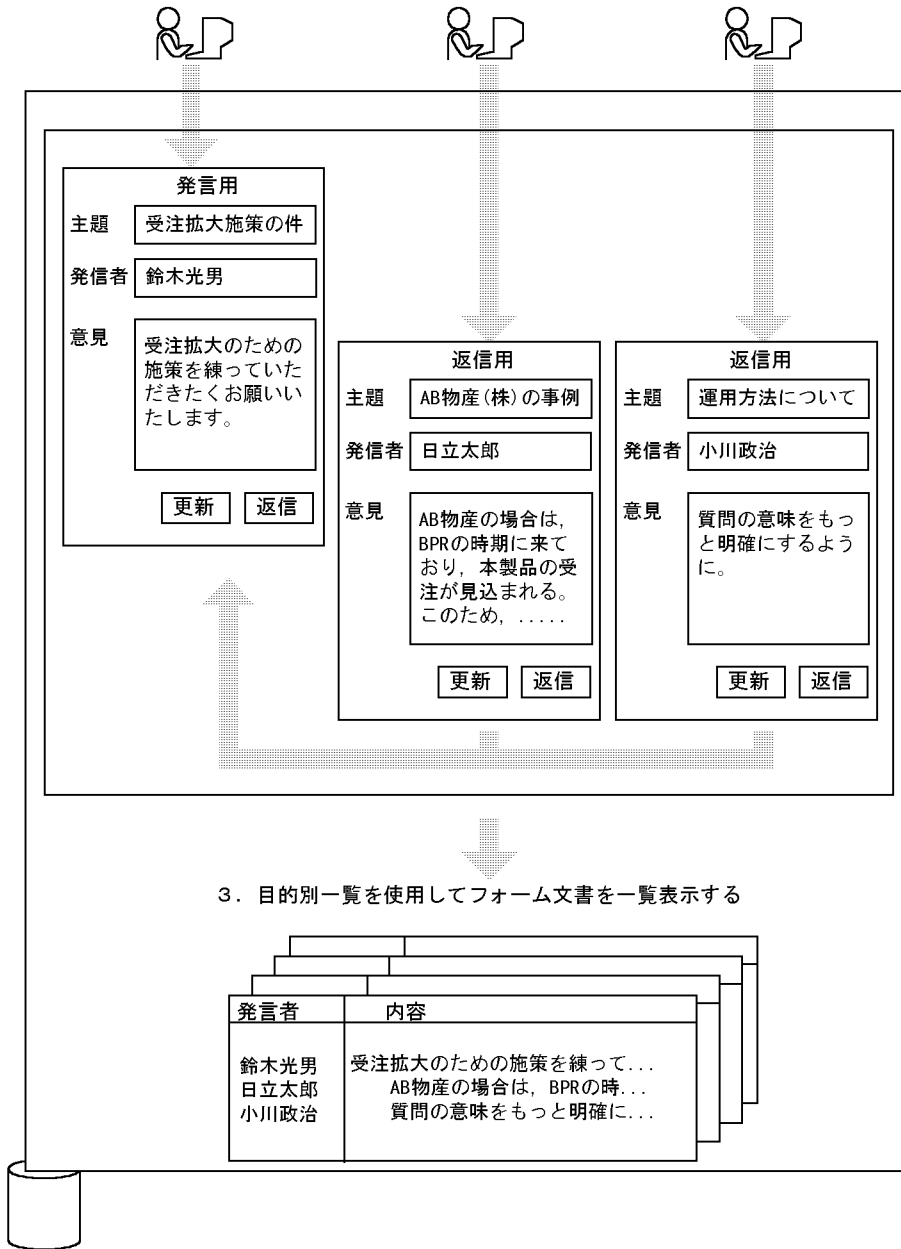 発言用
主題 受注拡大施策の件
発信者 鈴木光男
意見 受注拡大のための
施策を練っていた
だきたくお願いい
たします。
更新 返信
返信用
主題 AB物産(株)の事例
発信者 日立太郎
意見 AB物産の場合は,
BPRの時期に来て
おり, 本製品の受
注が見込まれる。
このため, .....
更新 返信
返信用
主題 運用方法について
発信者 小川政治
意見 質問の意味をもっ
と明確にするよう
に。
更新 返信
3. 目的別一覧を使用してフォーム文書を一覧表示する
発言者 内容
鈴木光男 受注拡大のための施策を練って...
日立太郎 AB物産の場合は, BPRの時...
小川政治 質問の意味をもっと明確に...